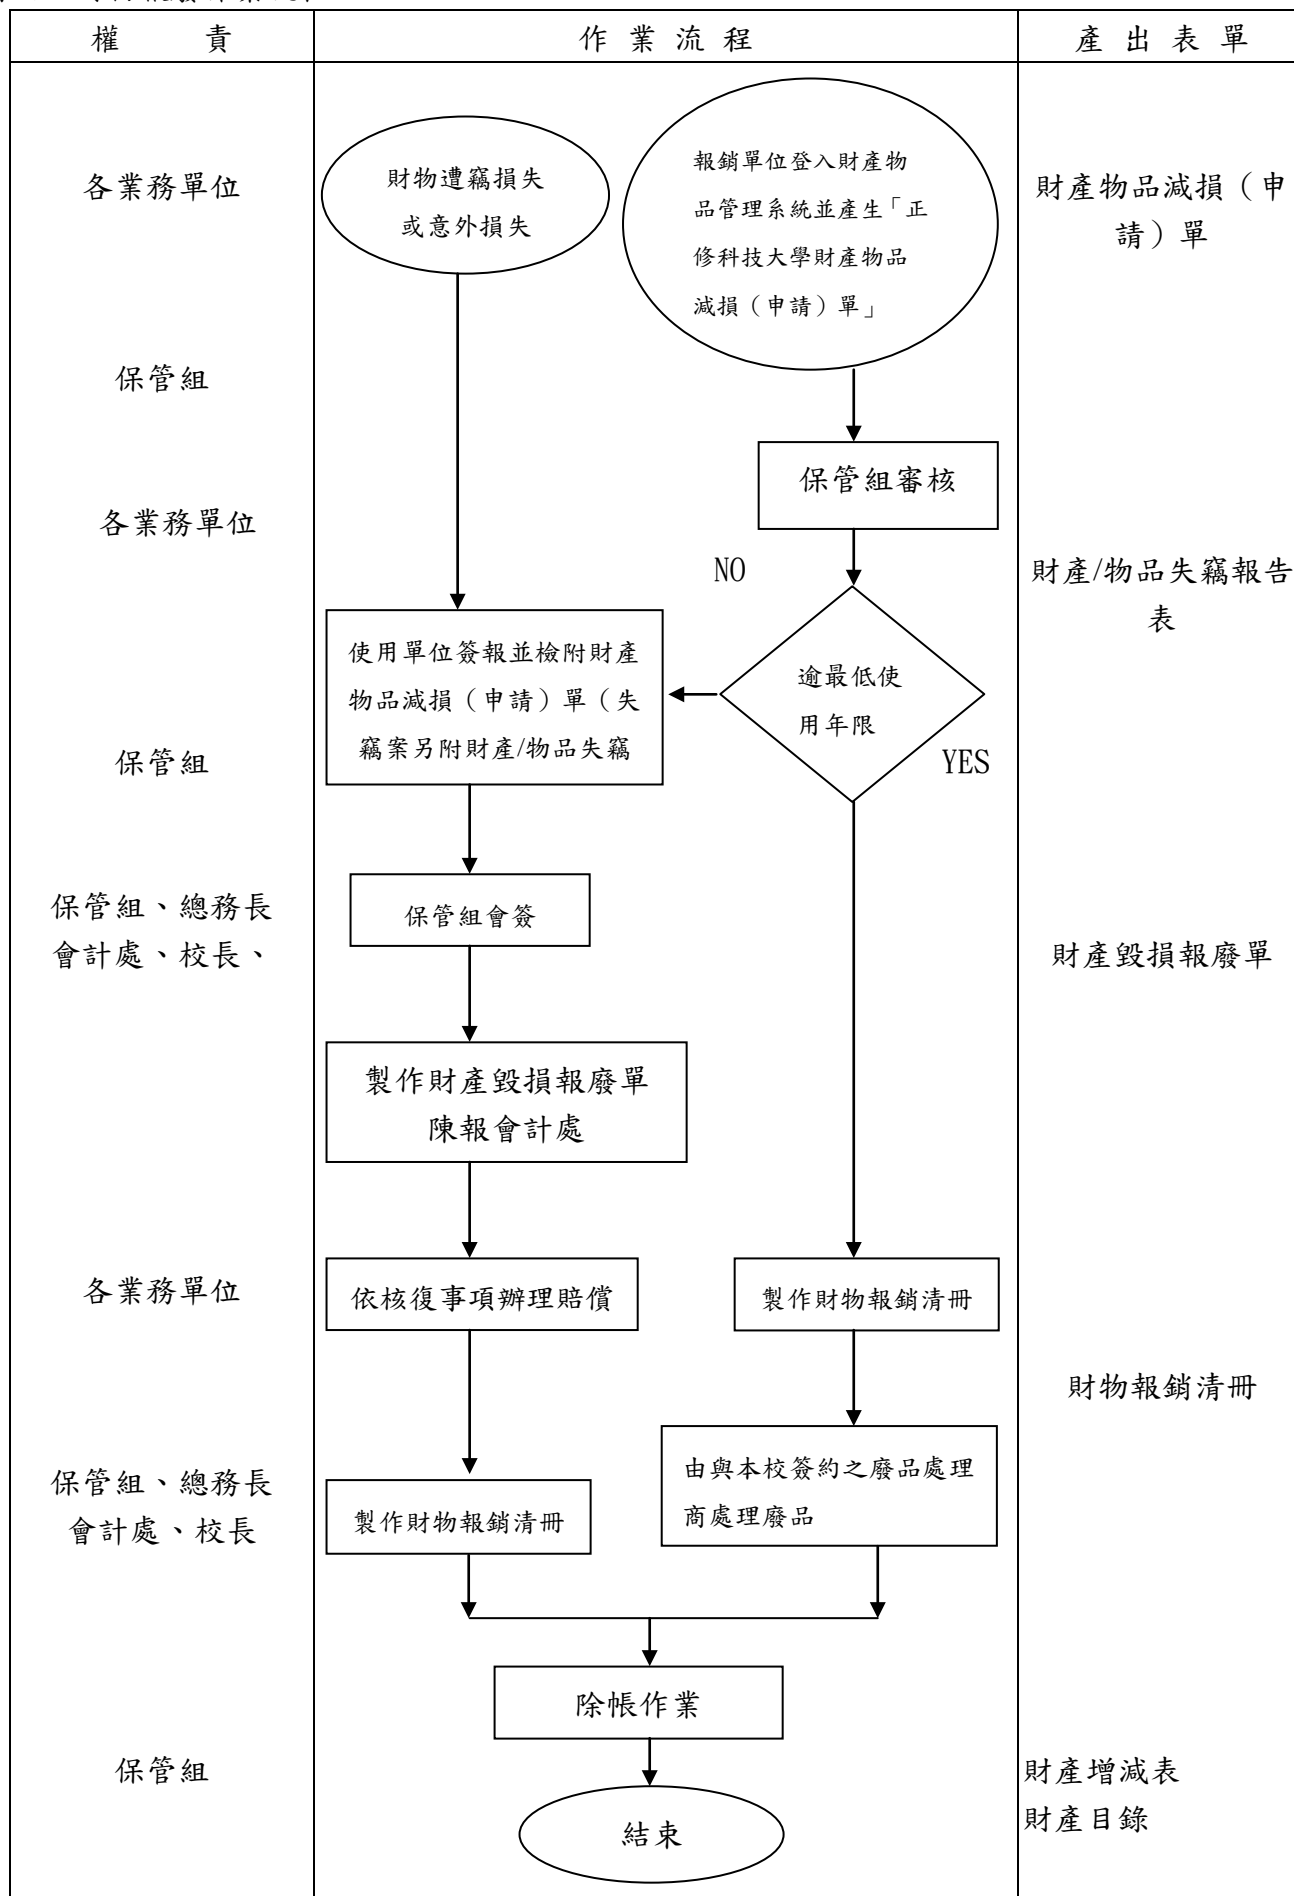 權責
作業流程
產出表單
各業務單位
財物遭竊損失
或意外損失
報銷單位登入財產物
品管理系統並產生「正
修科技大學財產物品
減損（申請）單」
財產物品減損（申
請）單
保管組
保管組審核
各業務單位
NO
財產/物品失竊報告
表
使用單位簽報並檢附財產
物品減損（申請）單（失
竊案另附財產/物品失竊
逾最低使
用年限
YES
保管組
保管組、總務長
會計處、校長、
保管組會簽
財產毀損報廢單
製作財產毀損報廢單
陳報會計處
各業務單位
依核復事項辦理賠償
製作財物報銷清冊
財物報銷清冊
保管組、總務長
會計處、校長
製作財物報銷清冊
由與本校簽約之廢品處理
商處理廢品
除帳作業
保管組
結束
財產增減表
財產目錄